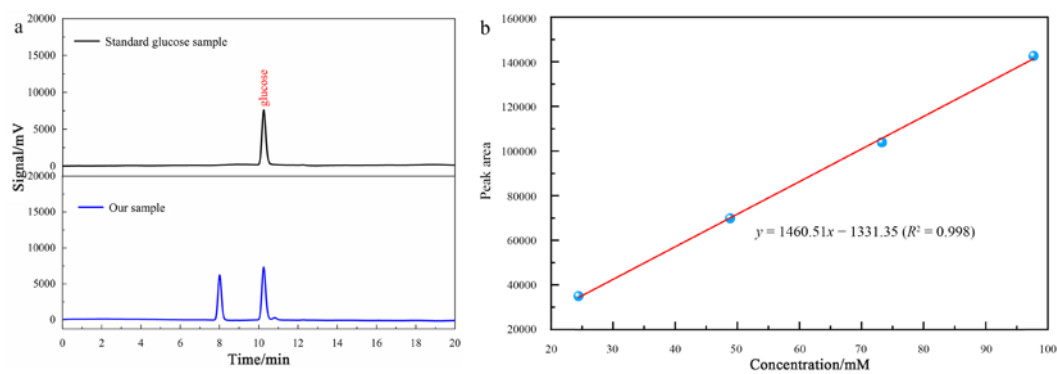 a
20000
15000
10000
5000
0
Standard glucose sample
glucose
20000
15000
10000
5000
0
Our sample
Signal/mV
0 2 4 6 8 10 12 14 16 18 20
Time/min
b
160000
140000
120000
100000
80000
60000
40000
20000
Peak area
y = 1460.51x − 1331.35 (R² = 0.998)
20 30 40 50 60 70 80 90 100
Concentration/mM